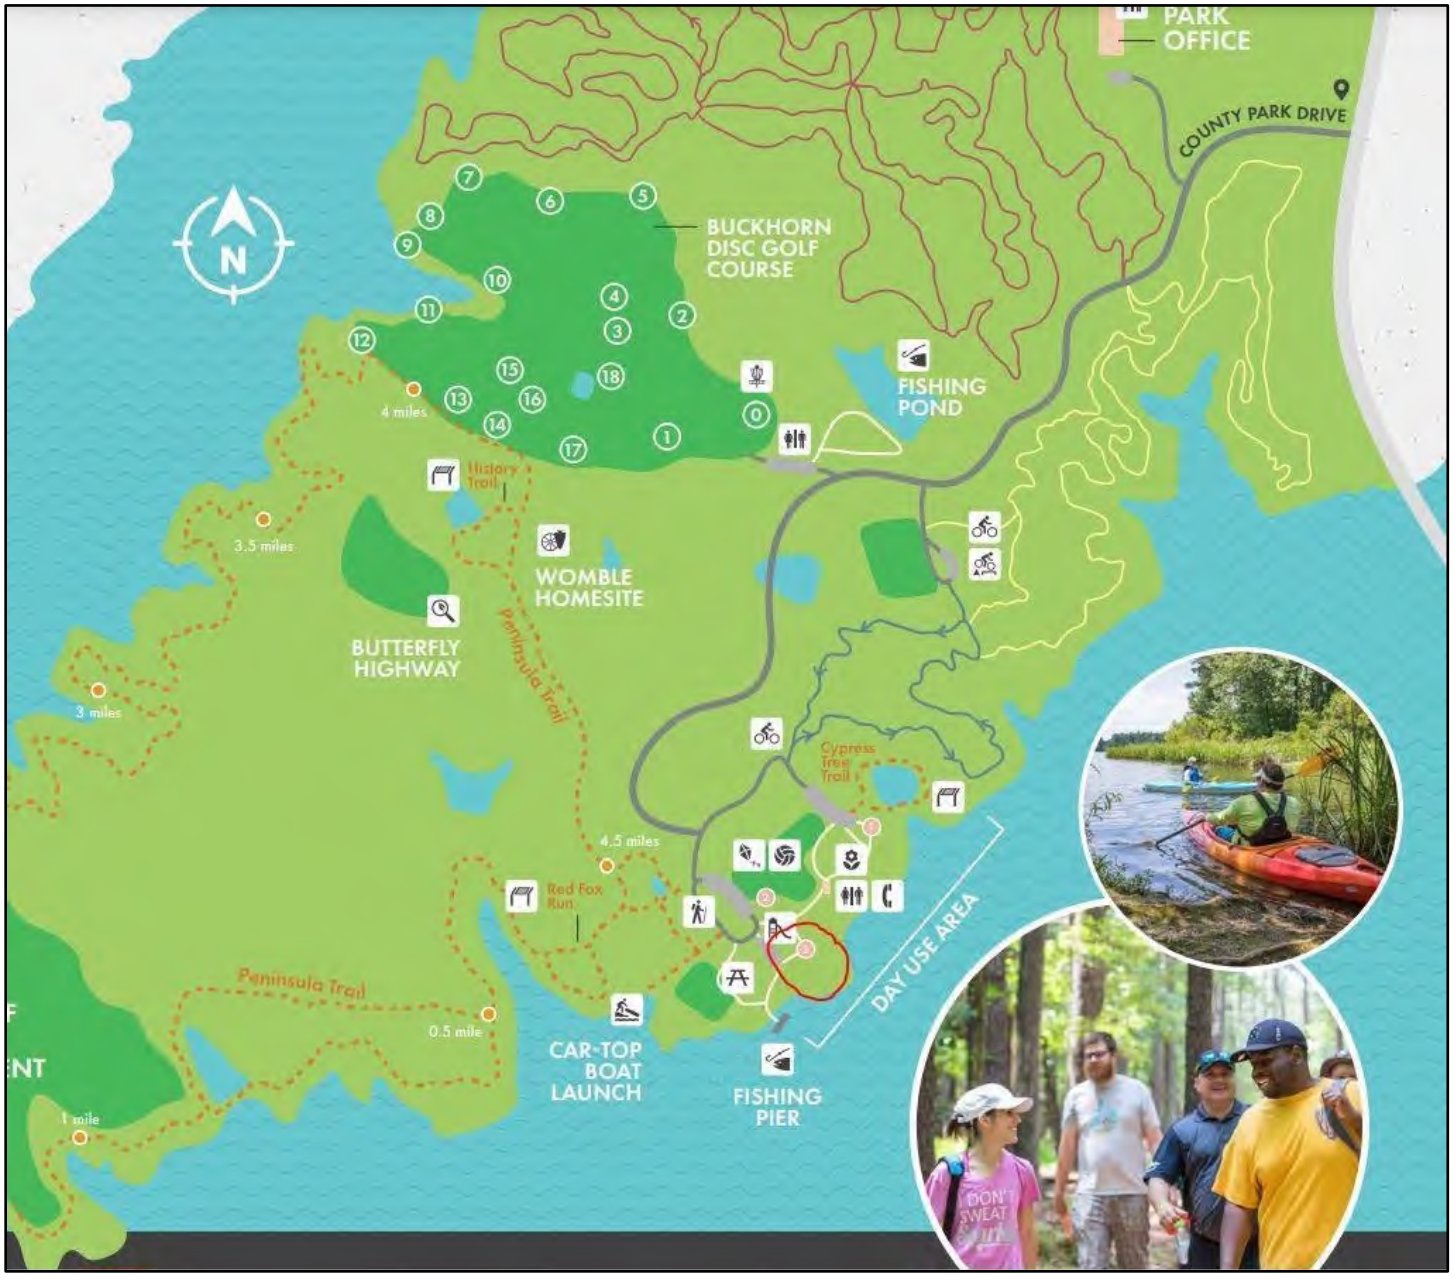 PARK
OFFICE
COUNTY PARK DRIVE
7
6
5
8
9
BUCKHORN
DISC GOLF
COURSE
N
10
4
11
2
3
12
15
18
FISHING
POND
4 miles
13
16
14
0
1
17
History
Trail
3.5 miles
WOMBLE
HOMESITE
Peninsula Trail
BUTTERFLY
HIGHWAY
3 miles
Cypress
Tree
Trail
1
4.5 miles
Red Fox
Run
2
3
DAY USE AREA
Peninsula Trail
0.5 mile
F
ENT
CAR-TOP
BOAT
LAUNCH
FISHING
PIER
1 mile
I DON'T
SWEAT